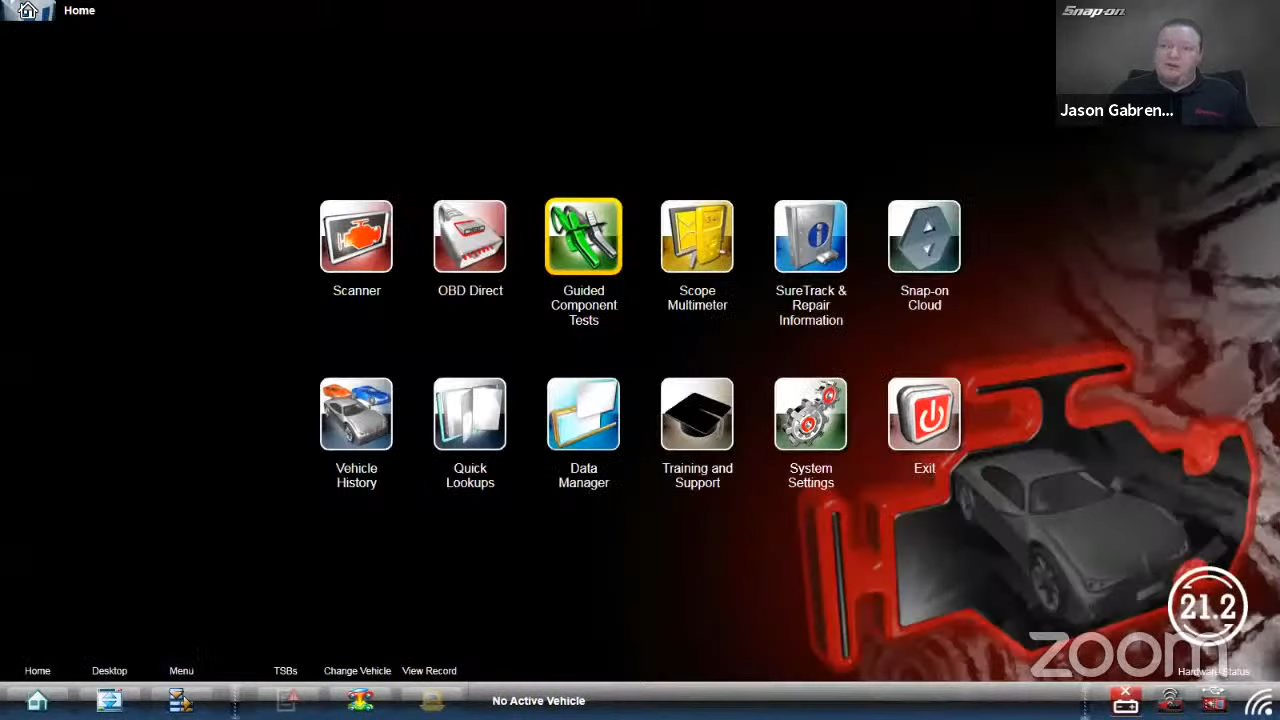 Home
Snap-on
Jason Gabren...
Scanner
OBD Direct
Guided
Component
Tests
Scope
Multimeter
SureTrack &
Repair
Information
Snap-on
Cloud
Vehicle
History
Quick
Lookups
Data
Manager
Training and
Support
System
Settings
Exit
21.2
zoom
Home
Desktop
Menu
TSBs
Change Vehicle
View Record
Hardware Status
No Active Vehicle